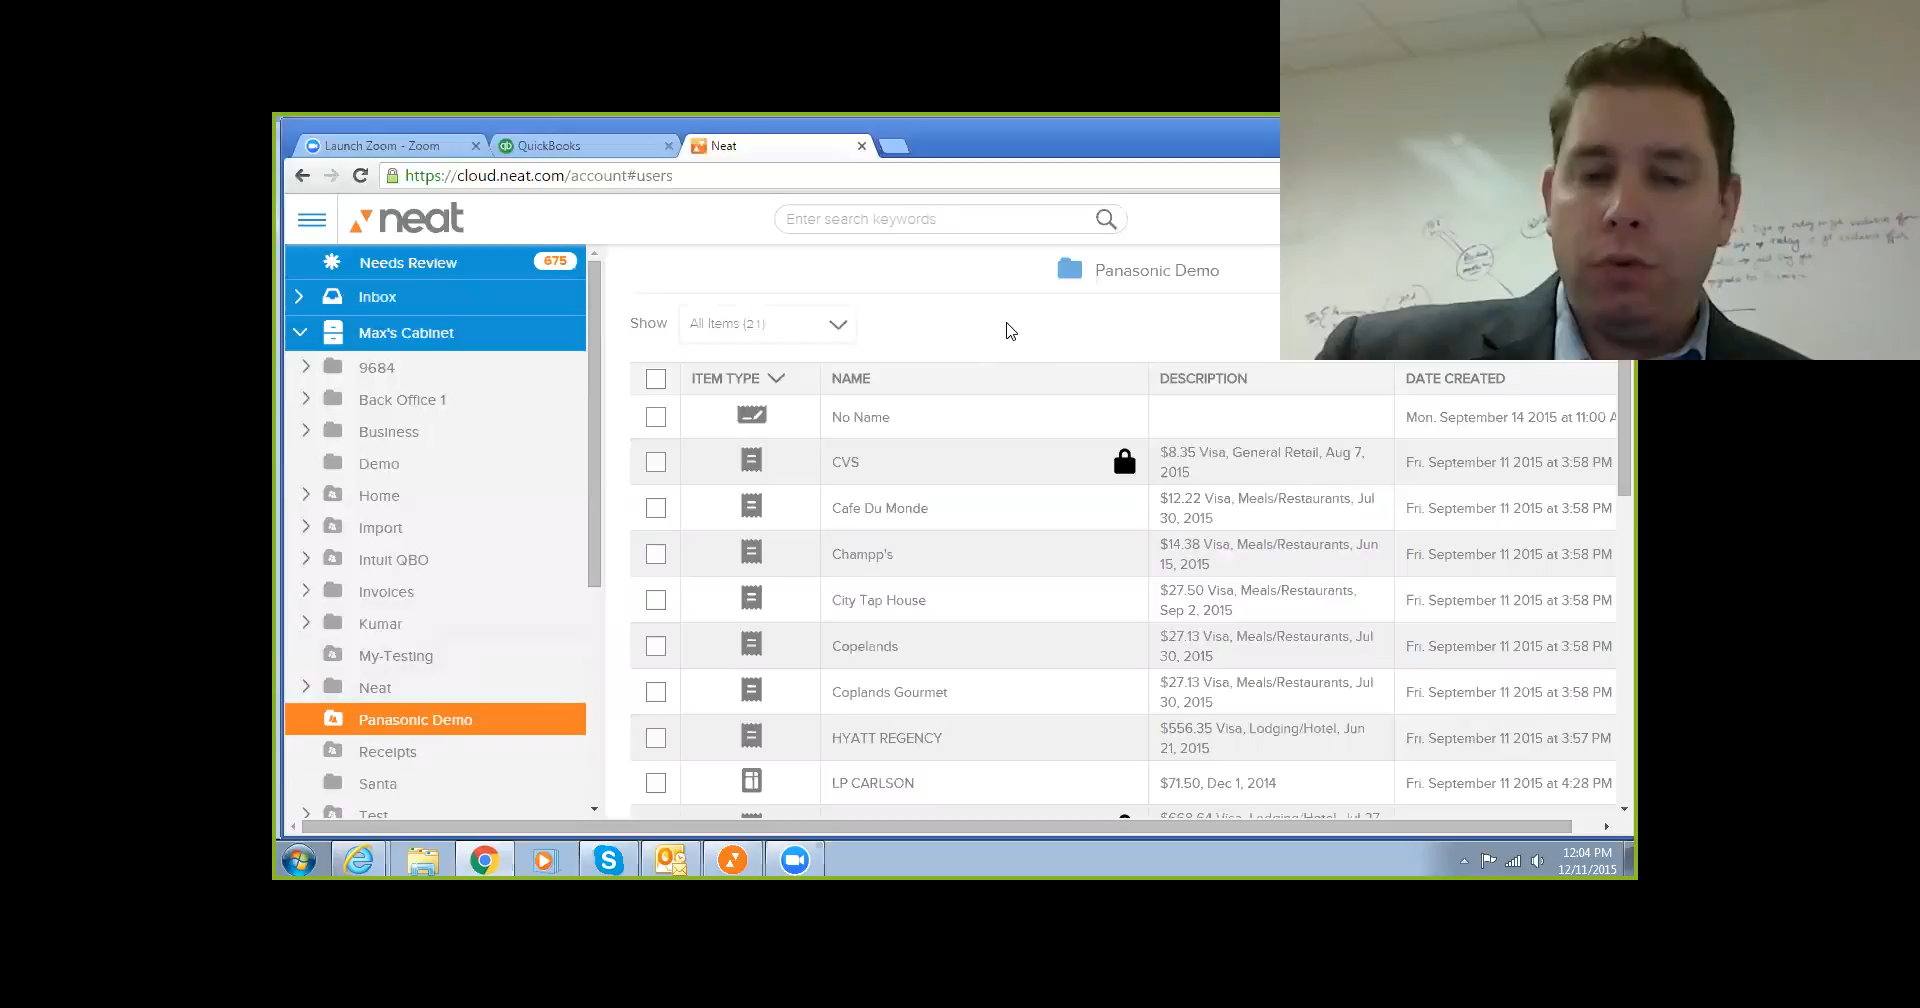 Launch Zoom - Zoom
QuickBooks
Neat
https://cloud.neat.com/account#users
neat
Enter search keywords
Needs Review 675
Inbox
Max's Cabinet
9684
Back Office 1
Business
Demo
Home
Import
Intuit QBO
Invoices
Kumar
My-Testing
Neat
Panasonic Demo
Receipts
Santa
Test
Panasonic Demo
Show All Items (21)
ITEM TYPE NAME DESCRIPTION DATE CREATED
No Name Mon. September 14 2015 at 11:00 A
CVS $8.35 Visa, General Retail, Aug 7,
2015 Fri. September 11 2015 at 3:58 PM
Cafe Du Monde $12.22 Visa, Meals/Restaurants, Jul
30, 2015 Fri. September 11 2015 at 3:58 PM
Champp's $14.38 Visa, Meals/Restaurants, Jun
15, 2015 Fri. September 11 2015 at 3:58 PM
City Tap House $27.50 Visa, Meals/Restaurants,
Sep 2, 2015 Fri. September 11 2015 at 3:58 PM
Copelands $27.13 Visa, Meals/Restaurants, Jul
30, 2015 Fri. September 11 2015 at 3:58 PM
Coplands Gourmet $27.13 Visa, Meals/Restaurants, Jul
30, 2015 Fri. September 11 2015 at 3:58 PM
HYATT REGENCY $556.35 Visa, Lodging/Hotel, Jun
21, 2015 Fri. September 11 2015 at 3:57 PM
LP CARLSON $71.50, Dec 1, 2014 Fri. September 11 2015 at 4:28 PM
$668.64 Visa, Lodging/Hotel, Jul 27
12:04 PM
12/11/2015